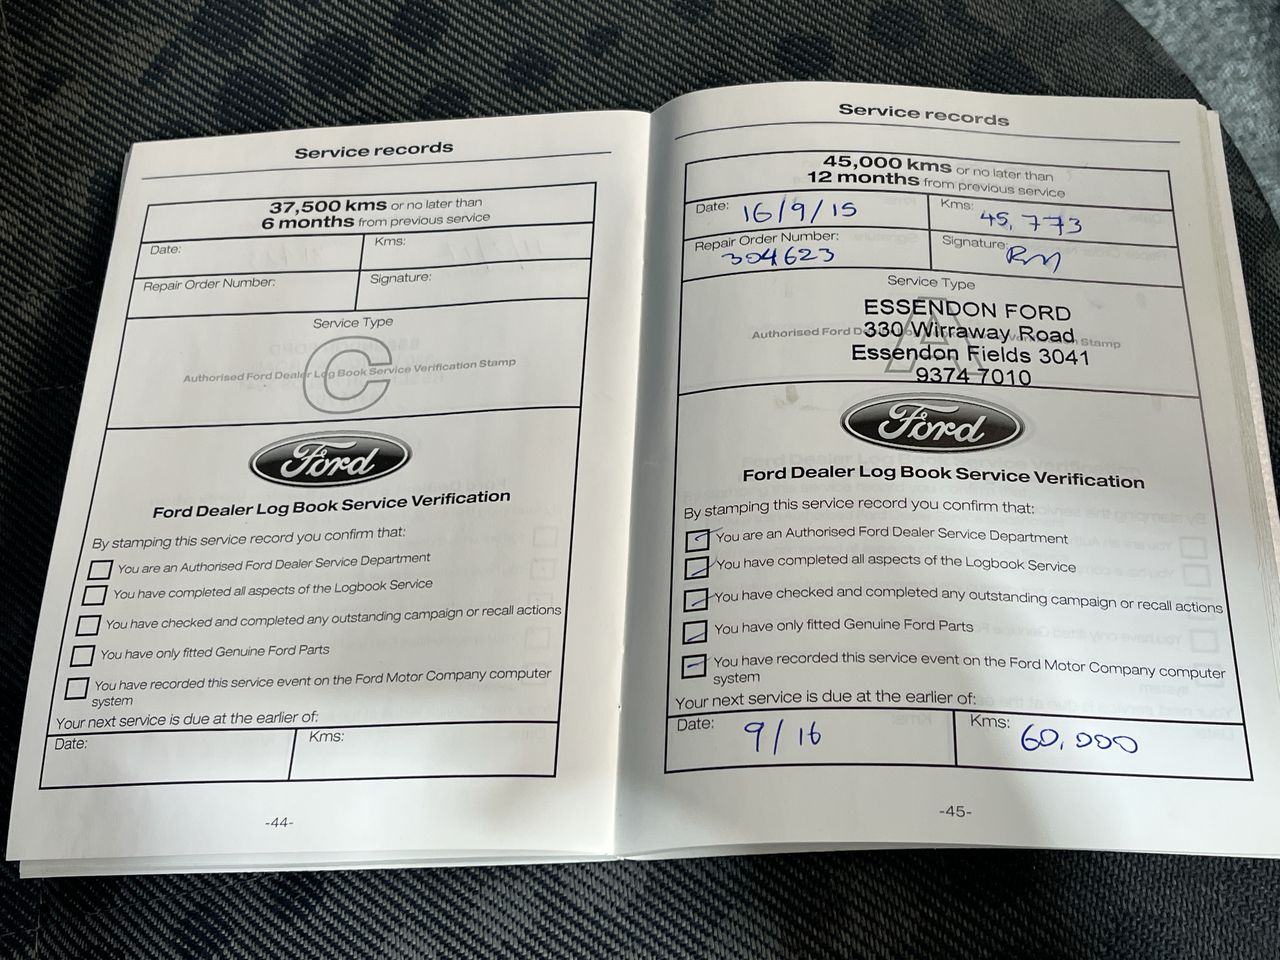 Service records
37,500 kms or no later than
6 months from previous service
Date:
Kms:
Repair Order Number:
Signature:
Service Type
C
Authorised Ford Dealer Log Book Service Verification Stamp
Ford
Ford Dealer Log Book Service Verification
By stamping this service record you confirm that:
You are an Authorised Ford Dealer Service Department
You have completed all aspects of the Logbook Service
You have checked and completed any outstanding campaign or recall actions
You have only fitted Genuine Ford Parts
You have recorded this service event on the Ford Motor Company computer
system
Your next service is due at the earlier of:
Date:
Kms:
-44-
Service records
45,000 kms or no later than
12 months from previous service
Date: 16/9/15
Kms: 45,773
Repair Order Number:
304623
Signature: RM
Service Type
A
ESSENDON FORD
Authorised Ford Stamp
330 Wirraway Road
Essendon Fields 3041
9374 7010
Ford
Ford Dealer Log Book Service Verification
By stamping this service record you confirm that:
You are an Authorised Ford Dealer Service Department
You have completed all aspects of the Logbook Service
You have checked and completed any outstanding campaign or recall actions
You have only fitted Genuine Ford Parts
You have recorded this service event on the Ford Motor Company computer
system
Your next service is due at the earlier of:
Date: 9/16
Kms: 60,000
-45-